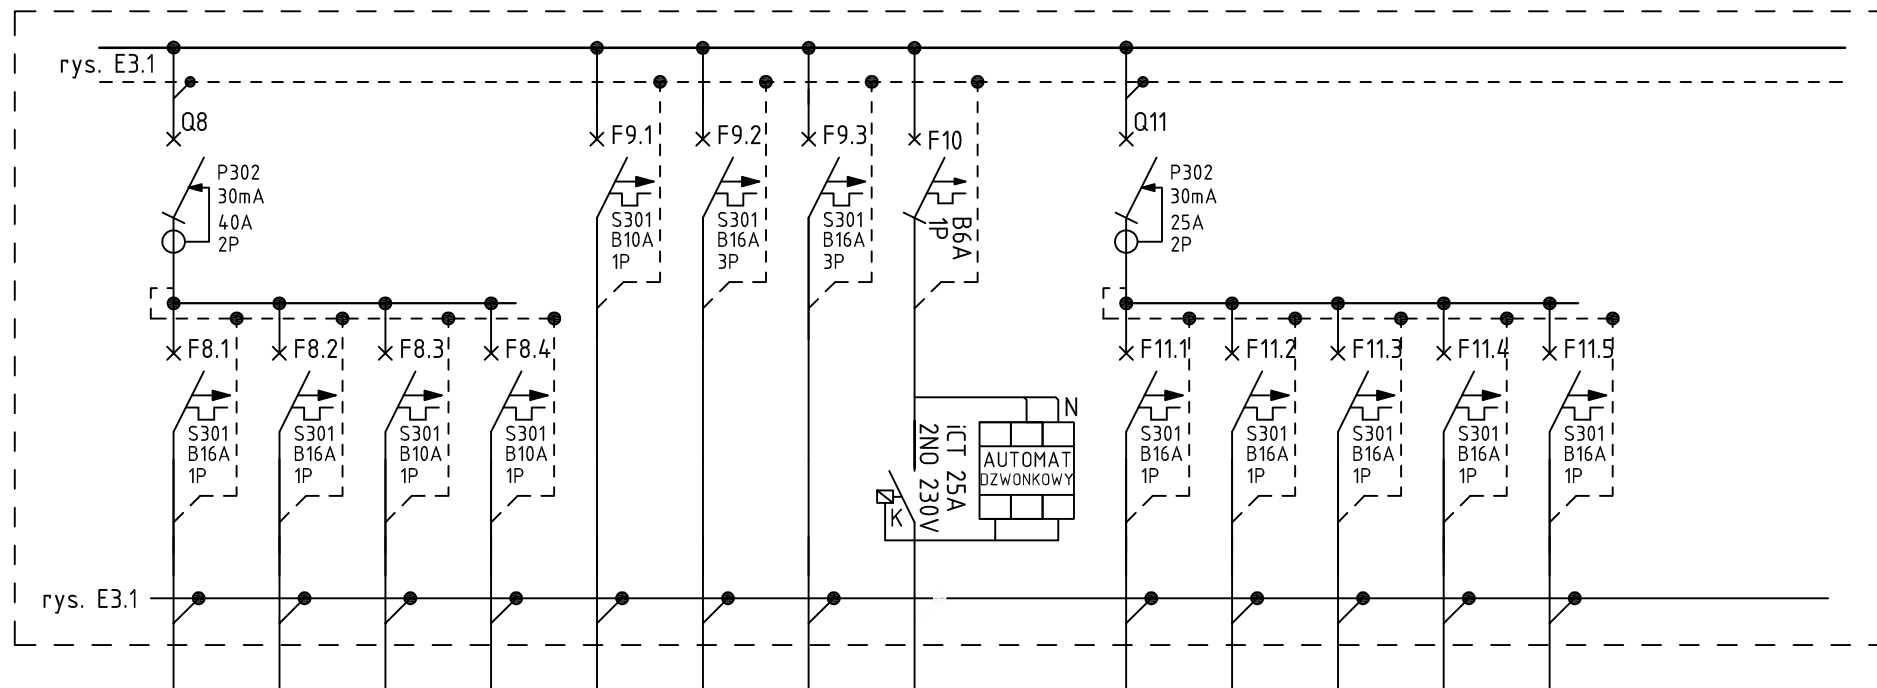 rys. E3.1
Q8
P302
30mA
40A
2P
F8.1
S301
B16A
1P
F8.2
S301
B16A
1P
F8.3
S301
B10A
1P
F8.4
S301
B10A
1P
F9.1
S301
B10A
1P
F9.2
S301
B16A
3P
F9.3
S301
B16A
3P
F10
B6A
1P
iCT 25A
2NO 230V
K
N
AUTOMAT
DZWONKOWY
Q11
P302
30mA
25A
2P
F11.1
S301
B16A
1P
F11.2
S301
B16A
1P
F11.3
S301
B16A
1P
F11.4
S301
B16A
1P
F11.5
S301
B16A
1P
rys. E3.1